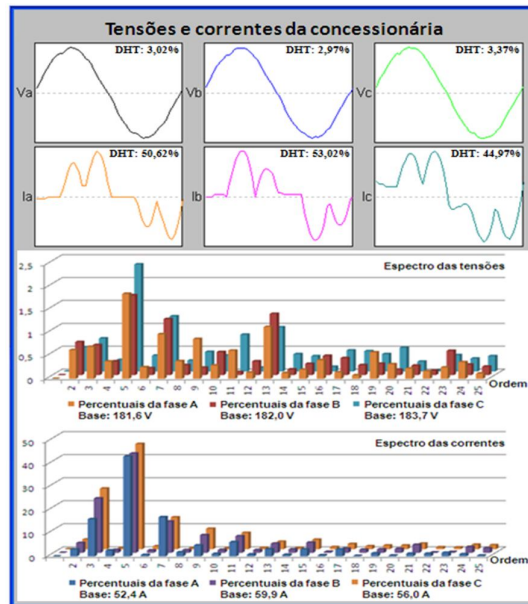 Tensões e correntes da concessionária
Va
DHT: 3,02%
Vb
DHT: 2,97%
Vc
DHT: 3,37%
Ia
DHT: 50,62%
Ib
DHT: 53,02%
Ic
DHT: 44,97%
Espectro das tensões
2,5
2
1,5
1
0,5
0
2 3 4 5 6 7 8 9 10 11 12 13 14 15 16 17 18 19 20 21 22 23 24 25
Ordem
Percentuais da fase A
Base: 181,6 V
Percentuais da fase B
Base: 182,0 V
Percentuais da fase C
Base: 183,7 V
Espectro das correntes
50
40
30
20
10
0
2 3 4 5 6 7 8 9 10 11 12 13 14 15 16 17 18 19 20 21 22 23 24 25
Ordem
Percentuais da fase A
Base: 52,4 A
Percentuais da fase B
Base: 59,9 A
Percentuais da fase C
Base: 56,0 A